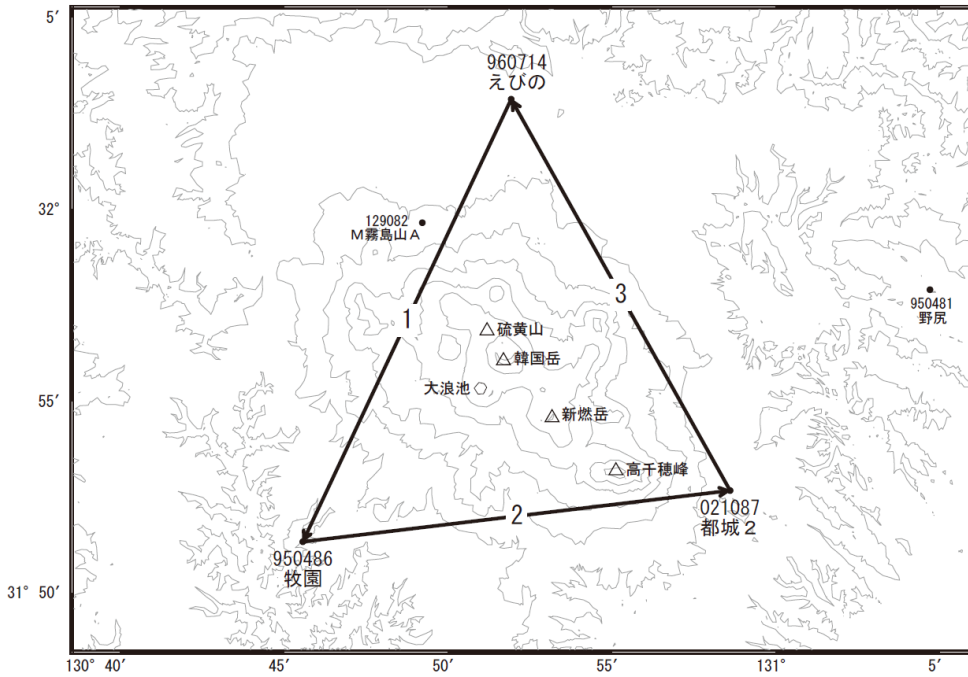 5′
960714
えびの
32°
129082
M霧島山A
950481
野尻
3
1
硫黄山
韓国岳
大浪池
55′
新燃岳
高千穂峰
021087
都城2
2
950486
牧園
31° 50′
130° 40′
45′
50′
55′
131°
5′